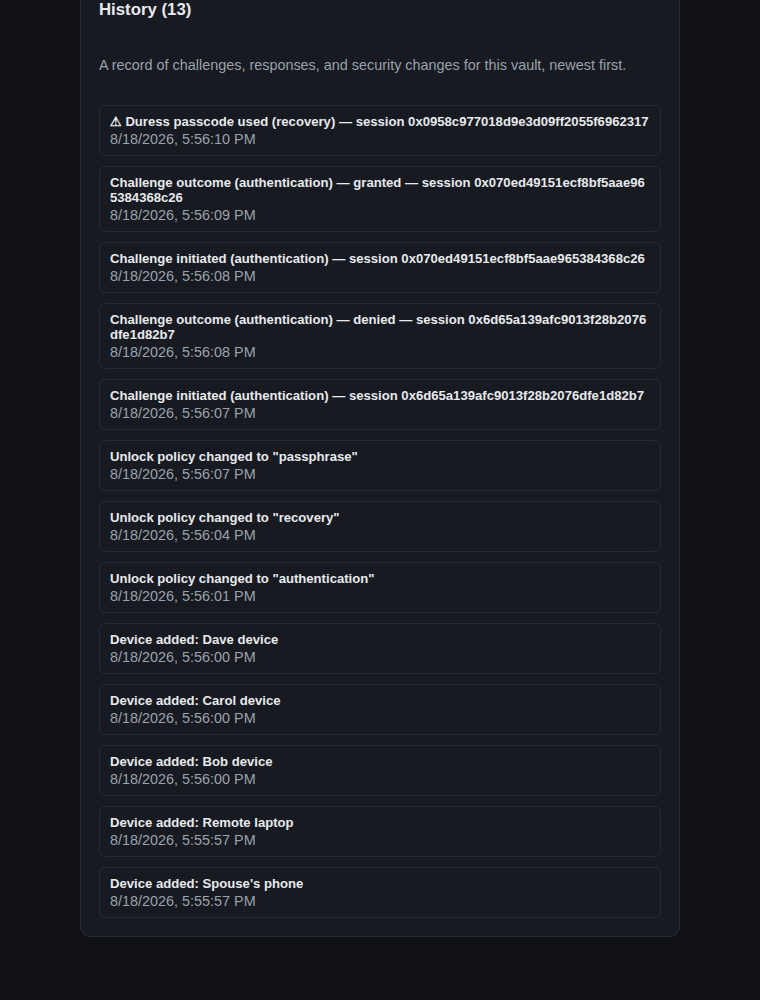 History (13)
A record of challenges, responses, and security changes for this vault, newest first.
⚠ Duress passcode used (recovery) — session 0x0958c977018d9e3d09ff2055f6962317
8/18/2026, 5:56:10 PM
Challenge outcome (authentication) — granted — session 0x070ed49151ecf8bf5aae96
5384368c26
8/18/2026, 5:56:09 PM
Challenge initiated (authentication) — session 0x070ed49151ecf8bf5aae965384368c26
8/18/2026, 5:56:08 PM
Challenge outcome (authentication) — denied — session 0x6d65a139afc9013f28b2076
dfe1d82b7
8/18/2026, 5:56:08 PM
Challenge initiated (authentication) — session 0x6d65a139afc9013f28b2076dfe1d82b7
8/18/2026, 5:56:07 PM
Unlock policy changed to "passphrase"
8/18/2026, 5:56:07 PM
Unlock policy changed to "recovery"
8/18/2026, 5:56:04 PM
Unlock policy changed to "authentication"
8/18/2026, 5:56:01 PM
Device added: Dave device
8/18/2026, 5:56:00 PM
Device added: Carol device
8/18/2026, 5:56:00 PM
Device added: Bob device
8/18/2026, 5:56:00 PM
Device added: Remote laptop
8/18/2026, 5:55:57 PM
Device added: Spouse's phone
8/18/2026, 5:55:57 PM